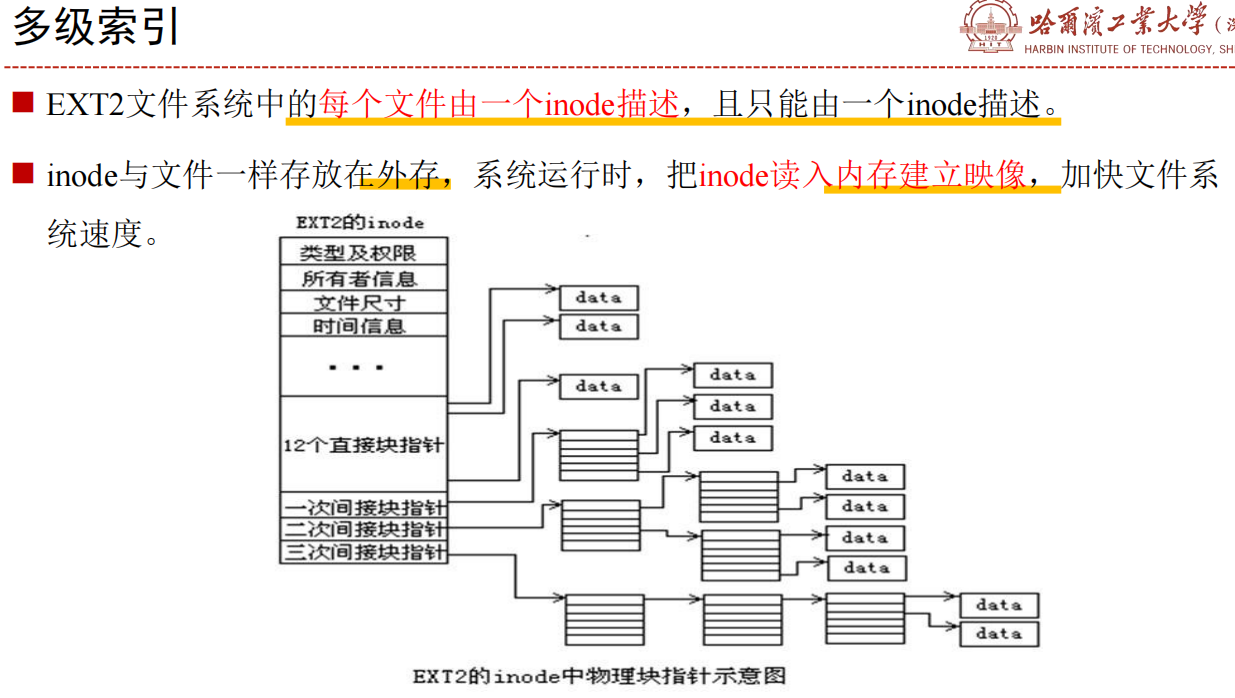 多级索引
哈尔滨工业大学(深
HARBIN INSTITUTE OF TECHNOLOGY, SHE
1920
HIT
EXT2文件系统中的每个文件由一个inode描述，且只能由一个inode描述。
inode与文件一样存放在外存，系统运行时，把inode读入内存建立映像，加快文件系
统速度。
EXT2的inode
类型及权限
所有者信息
文件尺寸
时间信息
...
12个直接块指针
一次间接块指针
二次间接块指针
三次间接块指针
data
data
data
data
data
data
data
data
data
data
data
data
EXT2的inode中物理块指针示意图